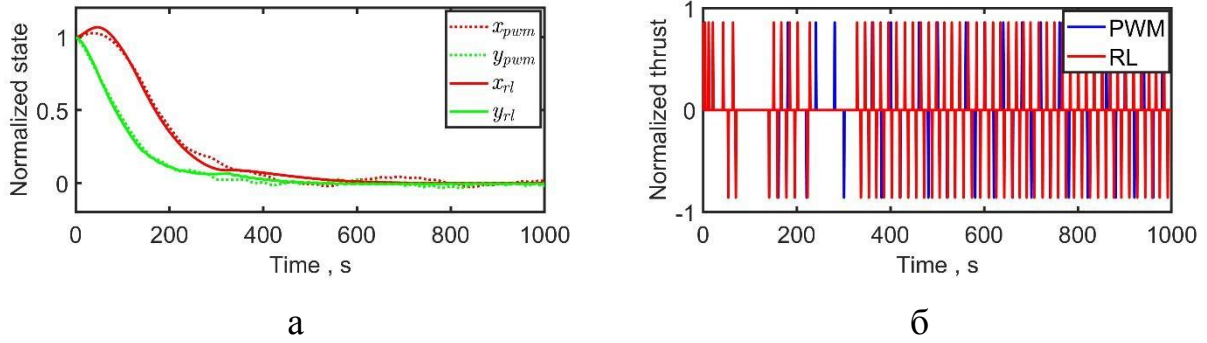 Normalized state
1
0.5
0
0
200
400
600
800
1000
Time , s
x_pwm
y_pwm
x_rl
y_rl
а
Normalized thrust
1
0
-1
0
200
400
600
800
1000
Time , s
PWM
RL
б